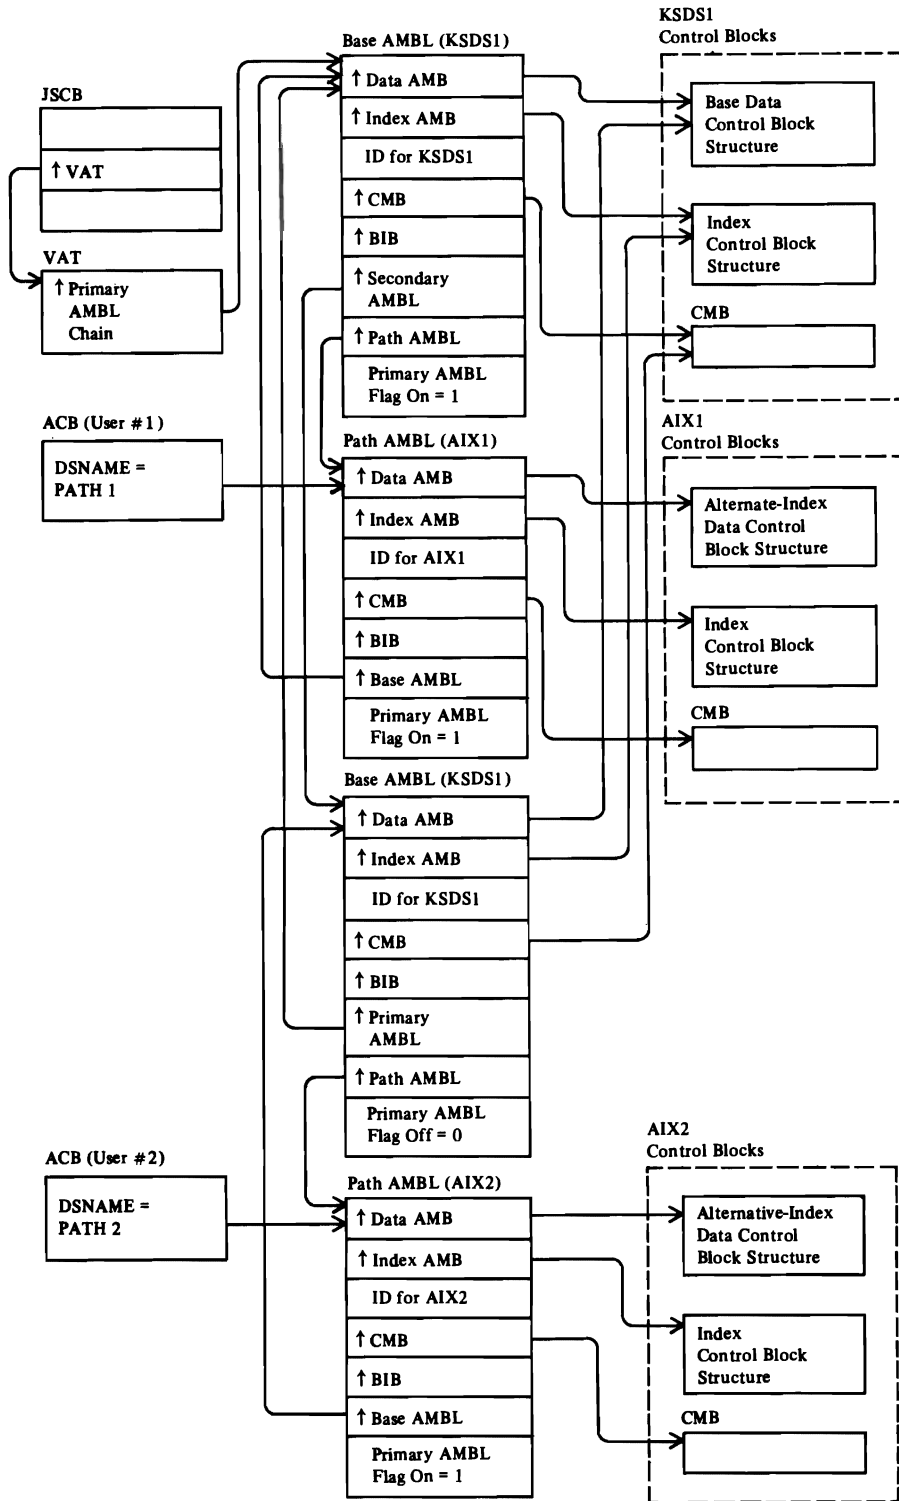 KSDS1
Control Blocks
Base AMBL (KSDS1)
JSCB
↑ VAT
VAT
↑ Primary
AMBL
Chain
↑ Data AMB
↑ Index AMB
ID for KSDS1
↑ CMB
↑ BIB
↑ Secondary
AMBL
↑ Path AMBL
Primary AMBL
Flag On = 1
Base Data
Control Block
Structure
Index
Control Block
Structure
CMB
ACB (User #1)
DSNAME =
PATH 1
Path AMBL (AIX1)
↑ Data AMB
↑ Index AMB
ID for AIX1
↑ CMB
↑ BIB
↑ Base AMBL
Primary AMBL
Flag On = 1
AIX1
Control Blocks
Alternate-Index
Data Control
Block Structure
Index
Control Block
Structure
CMB
Base AMBL (KSDS1)
↑ Data AMB
↑ Index AMB
ID for KSDS1
↑ CMB
↑ BIB
↑ Primary
AMBL
↑ Path AMBL
Primary AMBL
Flag Off = 0
ACB (User #2)
DSNAME =
PATH 2
Path AMBL (AIX2)
↑ Data AMB
↑ Index AMB
ID for AIX2
↑ CMB
↑ BIB
↑ Base AMBL
Primary AMBL
Flag On = 1
AIX2
Control Blocks
Alternative-Index
Data Control
Block Structure
Index
Control Block
Structure
CMB